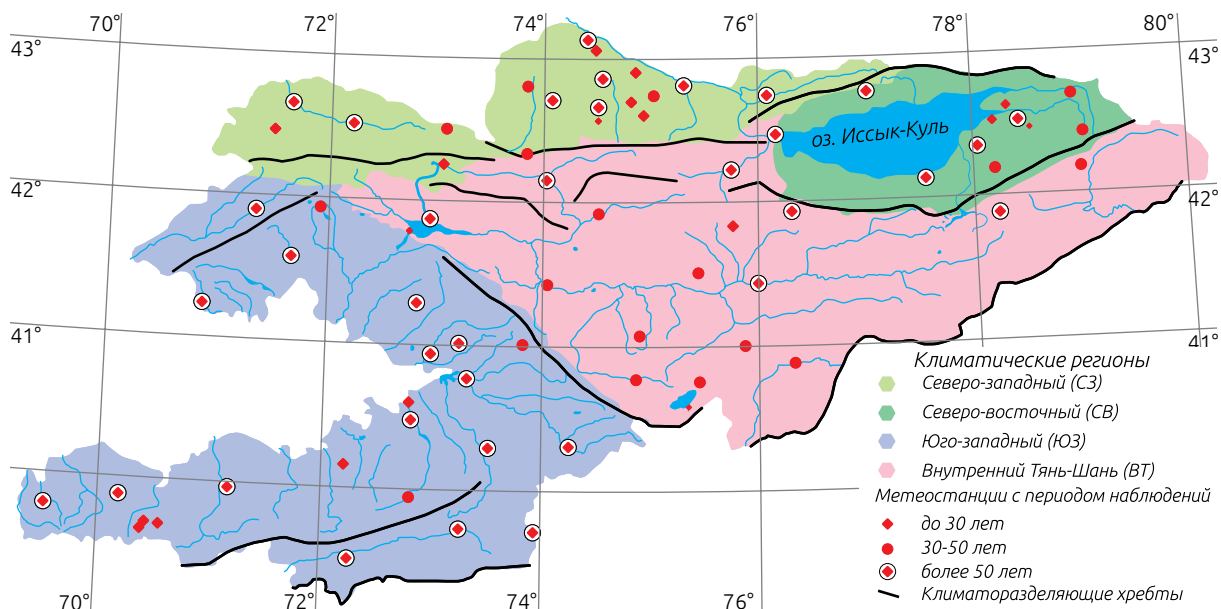 70° 72° 74° 76° 78° 80°
43° 43°
оз. Иссык-Куль
42° 42°
41° 41°
Климатические регионы
Северо-западный (СЗ)
Северо-восточный (СВ)
Юго-западный (ЮЗ)
Внутренний Тянь-Шань (ВТ)
Метеостанции с периодом наблюдений
до 30 лет
30-50 лет
более 50 лет
Климаторазделяющие хребты
70° 72° 74° 76°